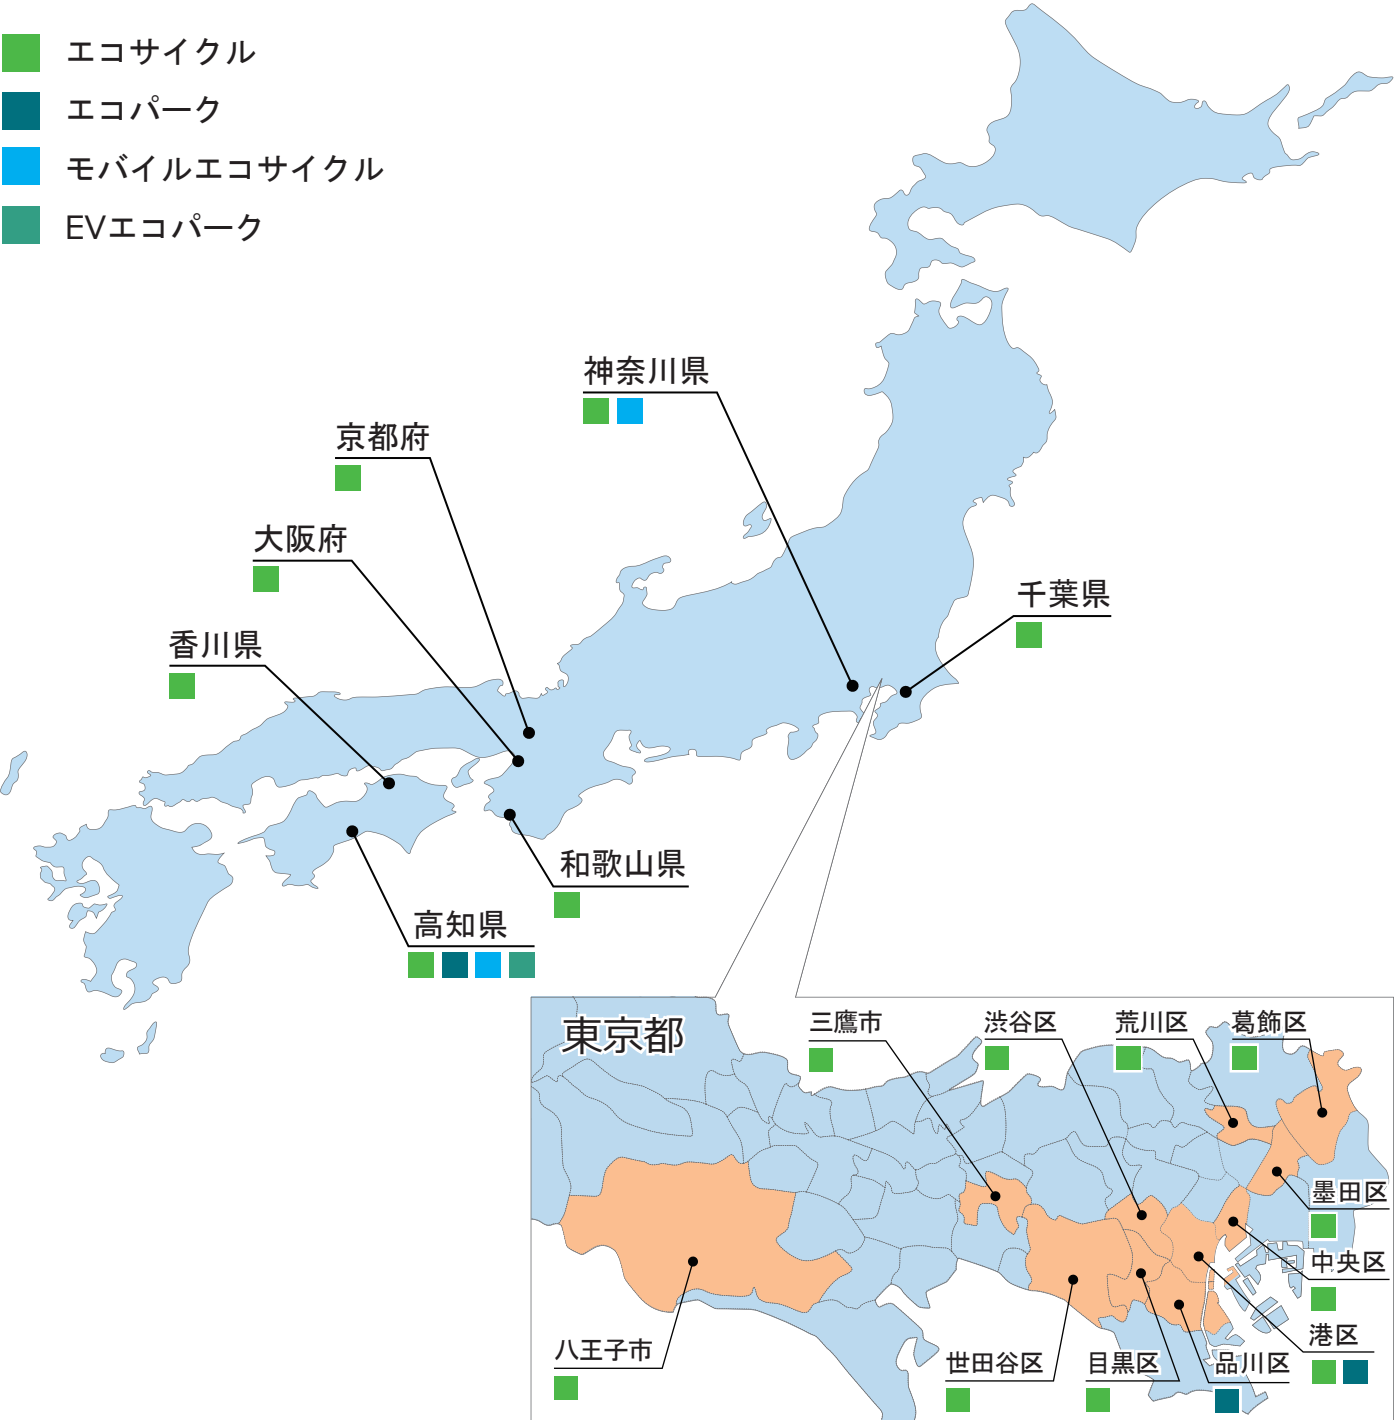 エコサイクル
エコパーク
モバイルエコサイクル
EVエコパーク
神奈川県
京都府
大阪府
千葉県
香川県
和歌山県
高知県
東京都
三鷹市
渋谷区
荒川区
葛飾区
墨田区
中央区
港区
八王子市
世田谷区
目黒区
品川区